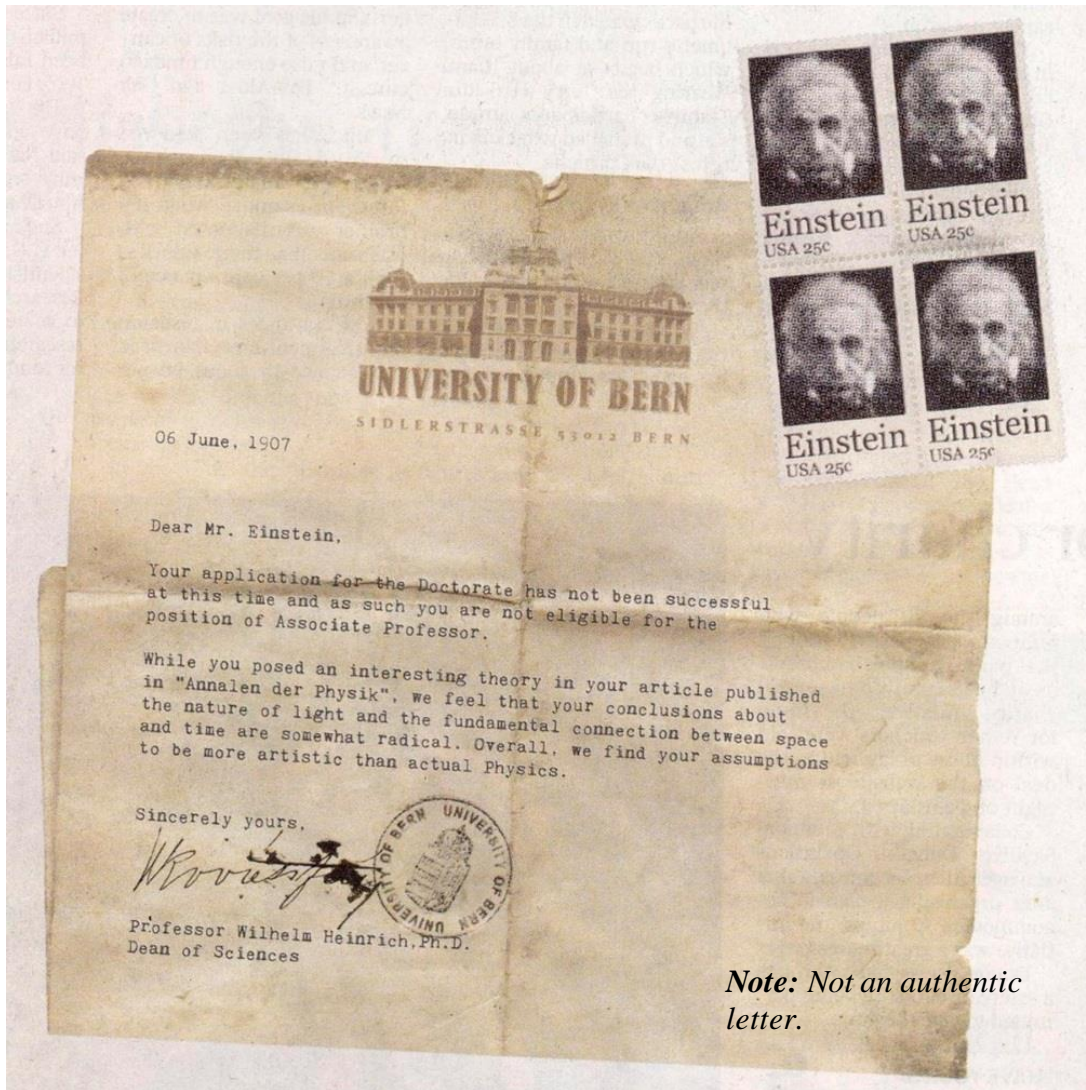 UNIVERSITY OF BERN
SIDLERSTRASSE 53012 BERN
06 June, 1907
Dear Mr. Einstein,
Your application for the Doctorate has not been successful
at this time and as such you are not eligible for the
position of Associate Professor.
While you posed an interesting theory in your article published
in "Annalen der Physik", we feel that your conclusions about
the nature of light and the fundamental connection between space
and time are somewhat radical. Overall, we find your assumptions
to be more artistic than actual Physics.
Sincerely yours,
UNIVERSITY OF BERN UNIVERSITY OF BERN
Professor Wilhelm Heinrich,Ph.D.
Dean of Sciences
Einstein
USA 25c
Einstein
USA 25c
Einstein
USA 25c
Einstein
USA 25c
Note: Not an authentic
letter.